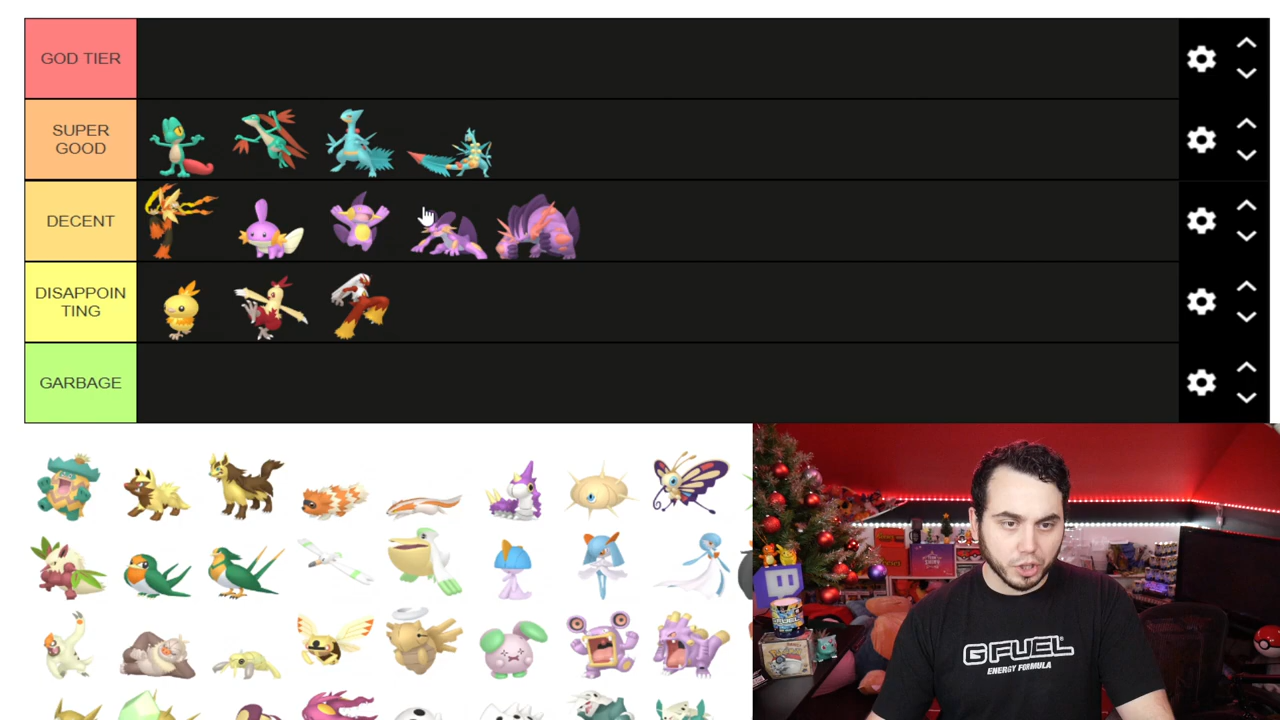 GOD TIER
SUPER
GOOD
DECENT
DISAPPOIN
TING
GARBAGE
G FUEL
ENERGY FORMULA